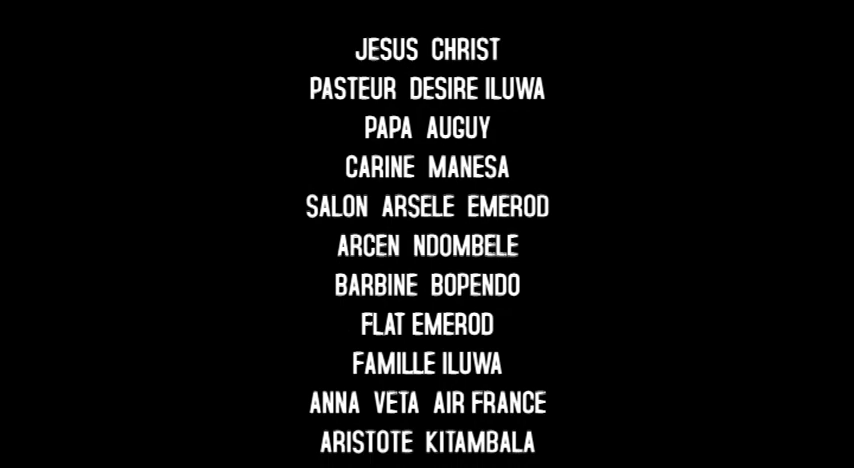 JESUS CHRIST
PASTEUR DESIRE ILUWA
PAPA AUGUY
CARINE MANESA
SALON ARSELE EMEROD
ARCEN NDOMBELE
BARBINE BOPENDO
FLAT EMEROD
FAMILLE ILUWA
ANNA VETA AIR FRANCE
ARISTOTE KITAMBALA